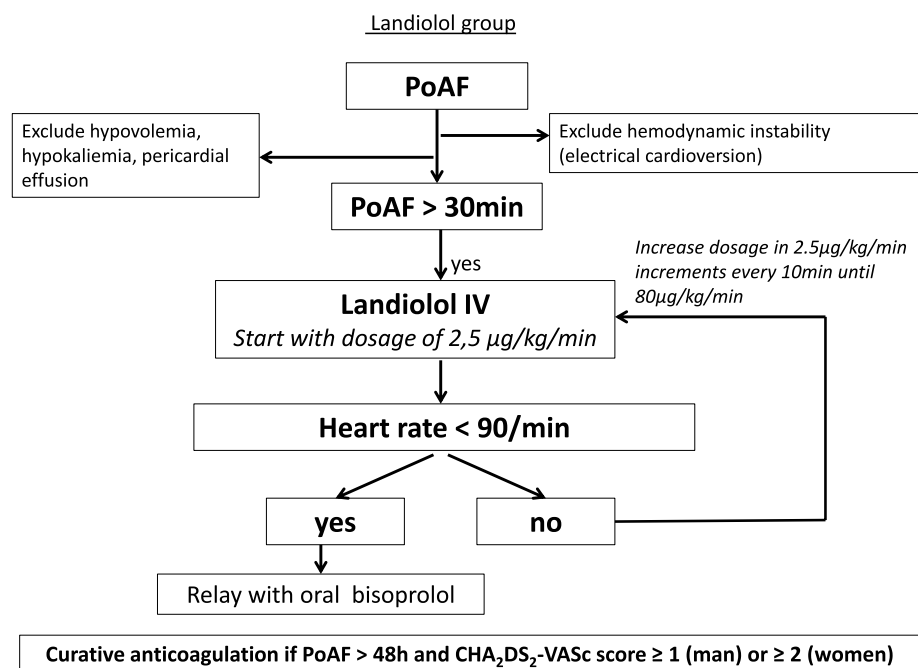 Landiolol group
PoAF
Exclude hypovolemia,
hypokaliemia, pericardial
effusion
Exclude hemodynamic instability
(electrical cardioversion)
PoAF > 30min
yes
Increase dosage in 2.5µg/kg/min
increments every 10min until
80µg/kg/min
Landiolol IV
Start with dosage of 2,5 µg/kg/min
Heart rate < 90/min
yes
no
Relay with oral bisoprolol
Curative anticoagulation if PoAF > 48h and CHA₂DS₂-VASc score ≥ 1 (man) or ≥ 2 (women)